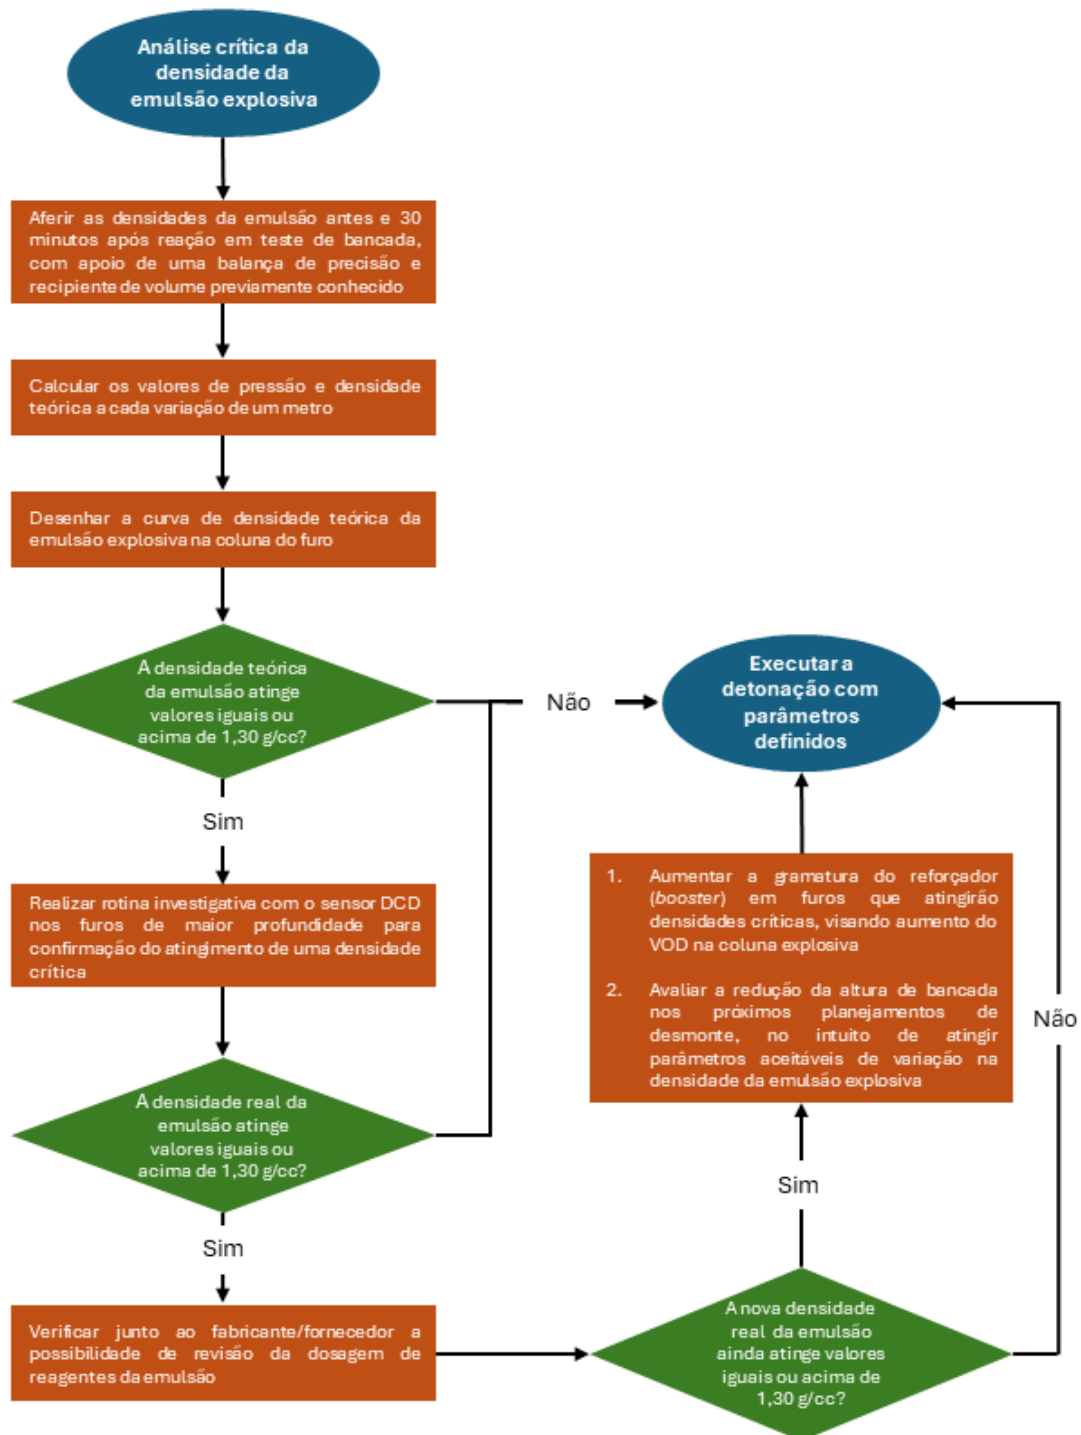 Análise crítica da
densidade da
emulsão explosiva
Aferir as densidades da emulsão antes e 30
minutos após reação em teste de bancada,
com apoio de uma balança de precisão e
recipiente de volume previamente conhecido
Calcular os valores de pressão e densidade
teórica a cada variação de um metro
Desenhar a curva de densidade teórica da
emulsão explosiva na coluna do furo
A densidade teórica
da emulsão atinge
valores iguais ou
acima de 1,30 g/cc?
Não
Executar a
detonação com
parâmetros
definidos
Sim
Realizar rotina investigativa com o sensor DCD
nos furos de maior profundidade para
confirmação do atingimento de uma densidade
crítica
1. Aumentar a gramatura do reforçador
(booster) em furos que atingirão
densidades críticas, visando aumento do
VOD na coluna explosiva
2. Avaliar a redução da altura de bancada
nos próximos planejamentos de
desmonte, no intuito de atingir
parâmetros aceitáveis de variação na
densidade da emulsão explosiva
Não
A densidade real da
emulsão atinge
valores iguais ou
acima de 1,30 g/cc?
Sim
Sim
Verificar junto ao fabricante/fornecedor a
possibilidade de revisão da dosagem de
reagentes da emulsão
A nova densidade
real da emulsão
ainda atinge valores
iguais ou acima de
1,30 g/cc?